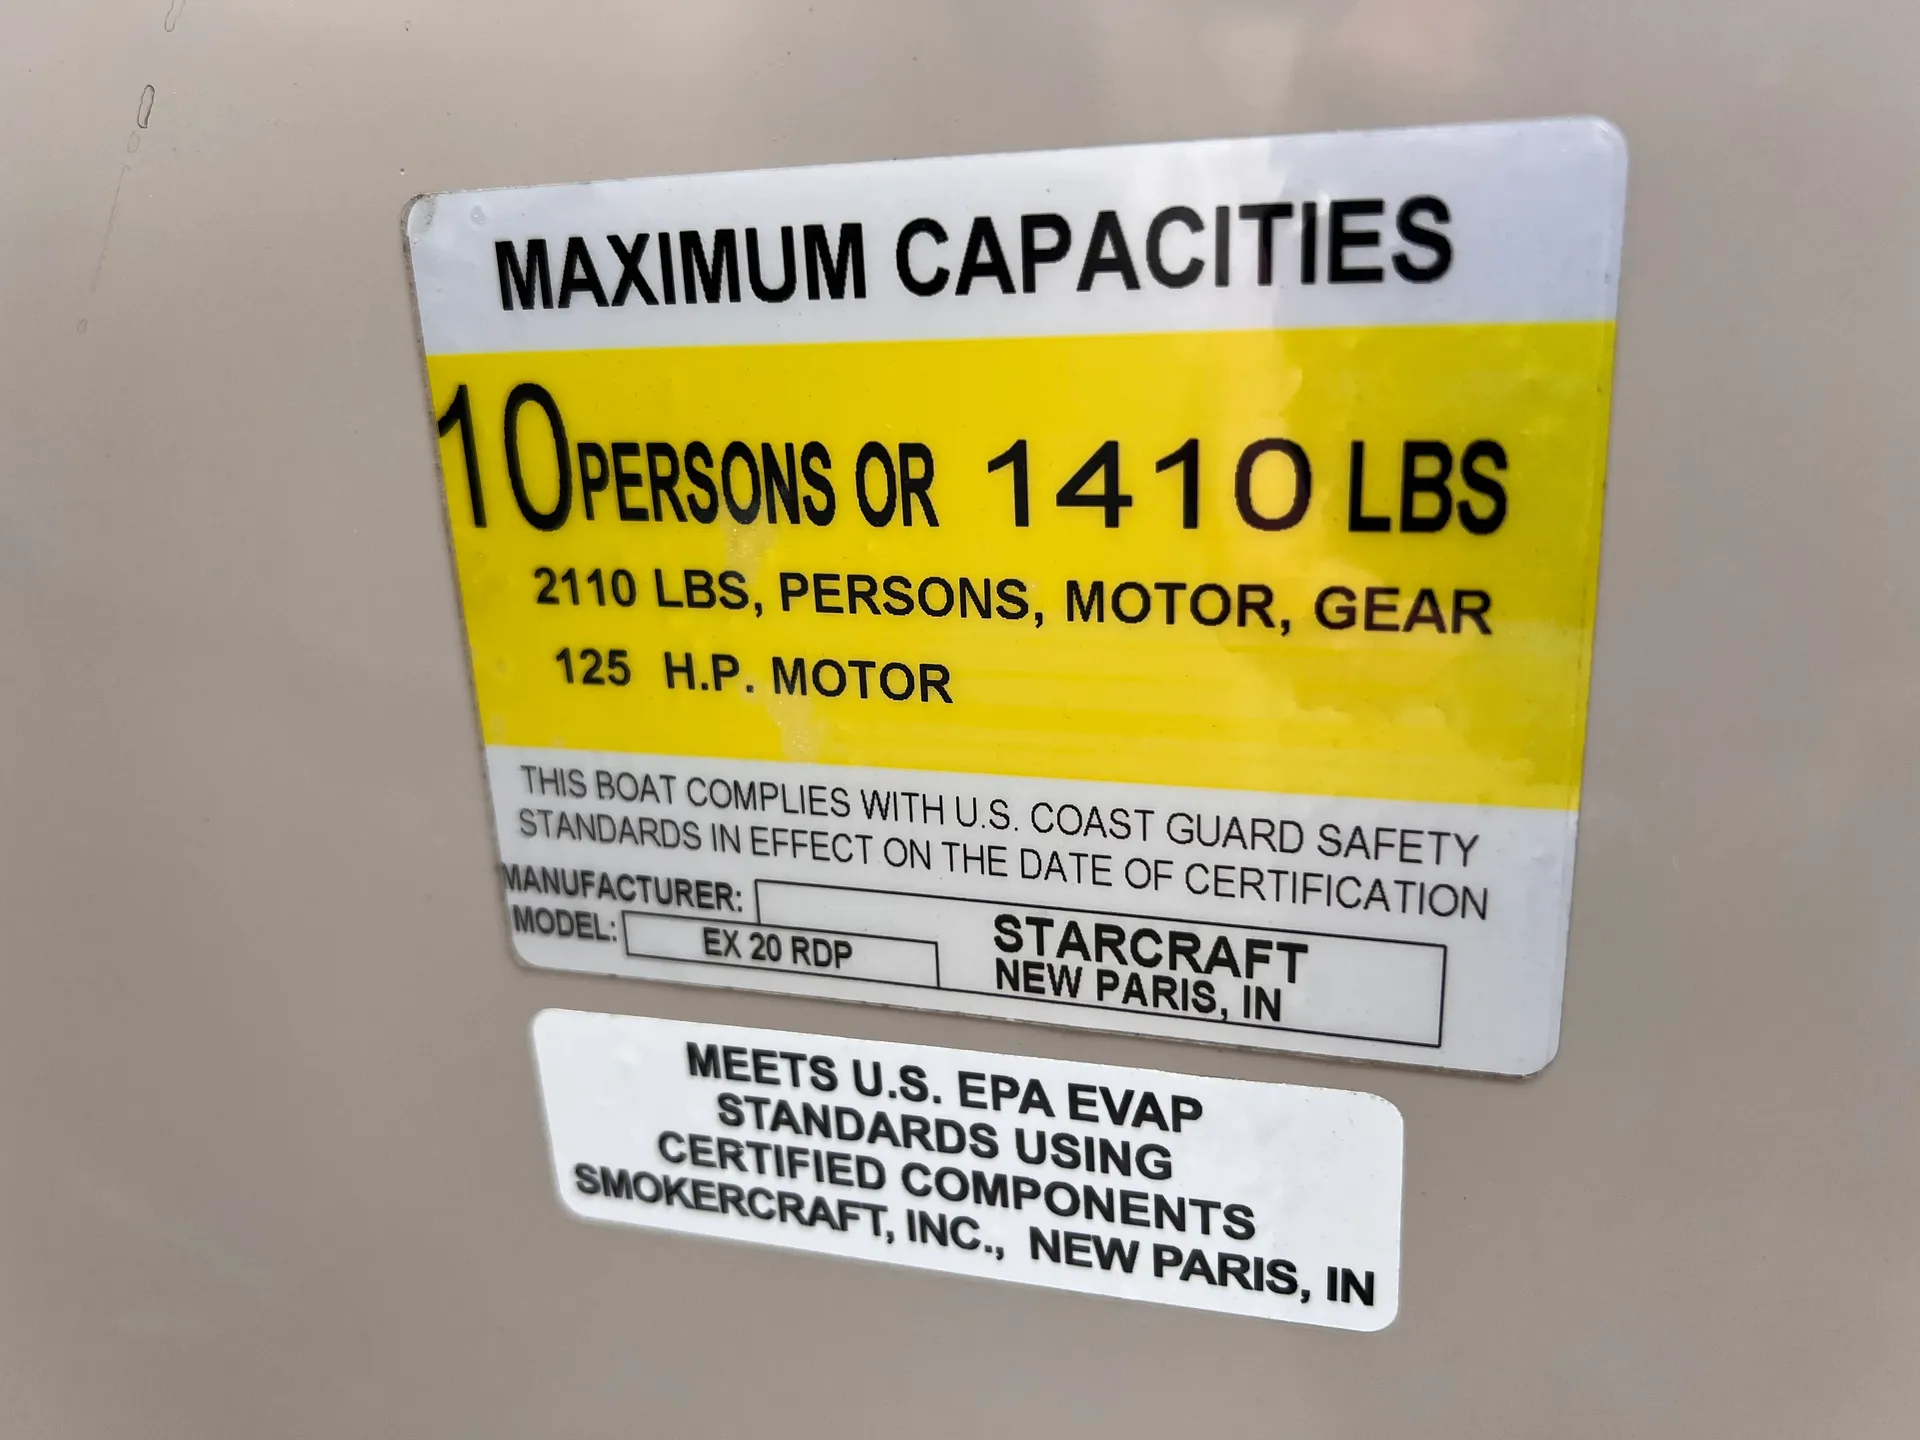 MAXIMUM CAPACITIES
10 PERSONS OR 1410 LBS
2110 LBS, PERSONS, MOTOR, GEAR
125 H.P. MOTOR
THIS BOAT COMPLIES WITH U.S. COAST GUARD SAFETY
STANDARDS IN EFFECT ON THE DATE OF CERTIFICATION
MANUFACTURER: STARCRAFT
NEW PARIS, IN
MODEL: EX 20 RDP
MEETS U.S. EPA EVAP
STANDARDS USING
CERTIFIED COMPONENTS
SMOKERCRAFT, INC., NEW PARIS, IN